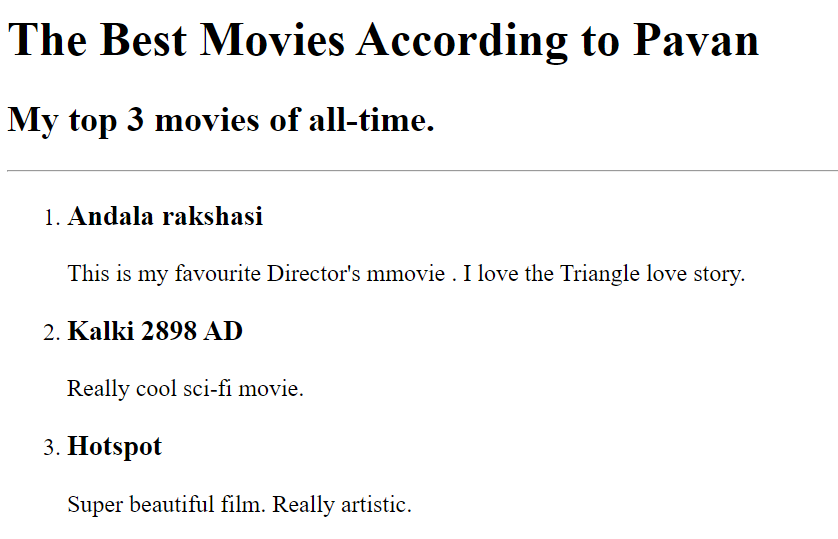 The Best Movies According to Pavan
My top 3 movies of all-time.
1. Andala rakshasi
This is my favourite Director's mmovie . I love the Triangle love story.
2. Kalki 2898 AD
Really cool sci-fi movie.
3. Hotspot
Super beautiful film. Really artistic.